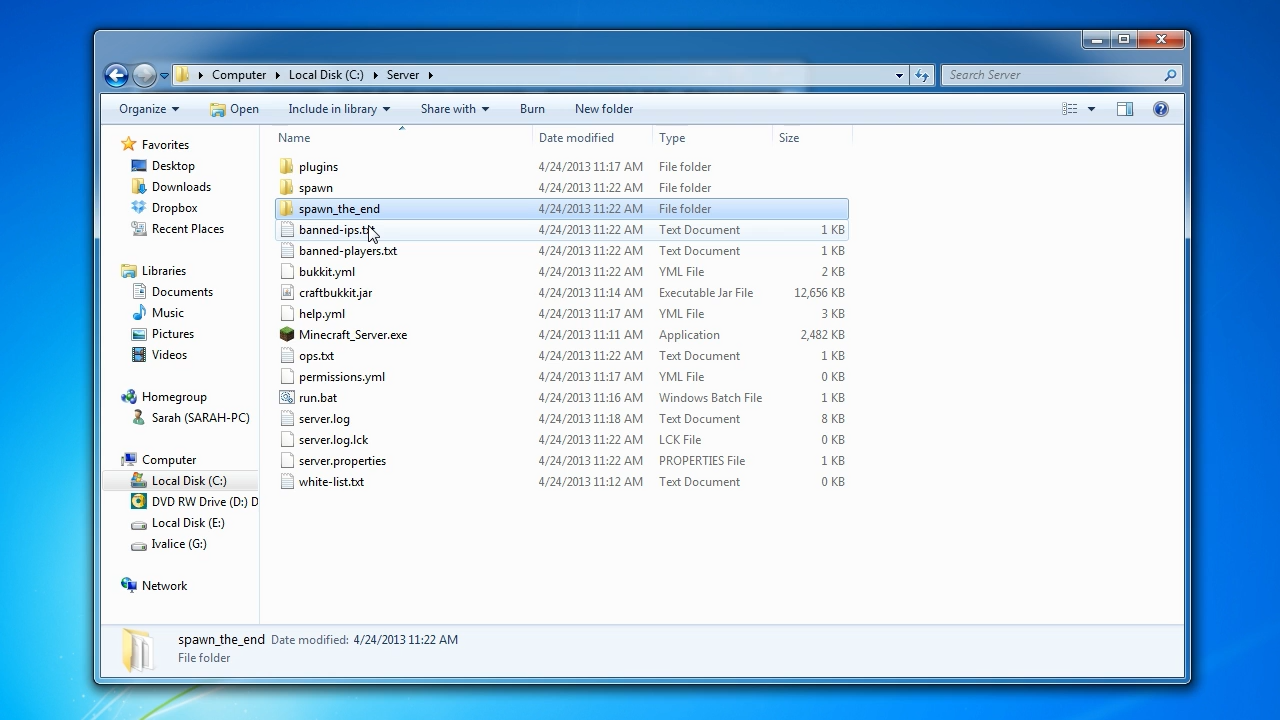 Computer Local Disk (C:) Server Search Server
Organize Open Include in library Share with Burn New folder
Name Date modified Type Size
Favorites
Desktop
Downloads
Dropbox
Recent Places
Libraries
Documents
Music
Pictures
Videos
Homegroup
Sarah (SARAH-PC)
Computer
Local Disk (C:)
DVD RW Drive (D:) D
Local Disk (E:)
Ivalice (G:)
Network
plugins 4/24/2013 11:17 AM File folder
spawn 4/24/2013 11:22 AM File folder
spawn_the_end 4/24/2013 11:22 AM File folder
banned-ips.txt 4/24/2013 11:22 AM Text Document 1 KB
banned-players.txt 4/24/2013 11:22 AM Text Document 1 KB
bukkit.yml 4/24/2013 11:22 AM YML File 2 KB
craftbukkit.jar 4/24/2013 11:14 AM Executable Jar File 12,656 KB
help.yml 4/24/2013 11:17 AM YML File 3 KB
Minecraft_Server.exe 4/24/2013 11:11 AM Application 2,482 KB
ops.txt 4/24/2013 11:22 AM Text Document 1 KB
permissions.yml 4/24/2013 11:17 AM YML File 0 KB
run.bat 4/24/2013 11:16 AM Windows Batch File 1 KB
server.log 4/24/2013 11:18 AM Text Document 8 KB
server.log.lck 4/24/2013 11:22 AM LCK File 0 KB
server.properties 4/24/2013 11:22 AM PROPERTIES File 1 KB
white-list.txt 4/24/2013 11:12 AM Text Document 0 KB
spawn_the_end Date modified: 4/24/2013 11:22 AM
File folder